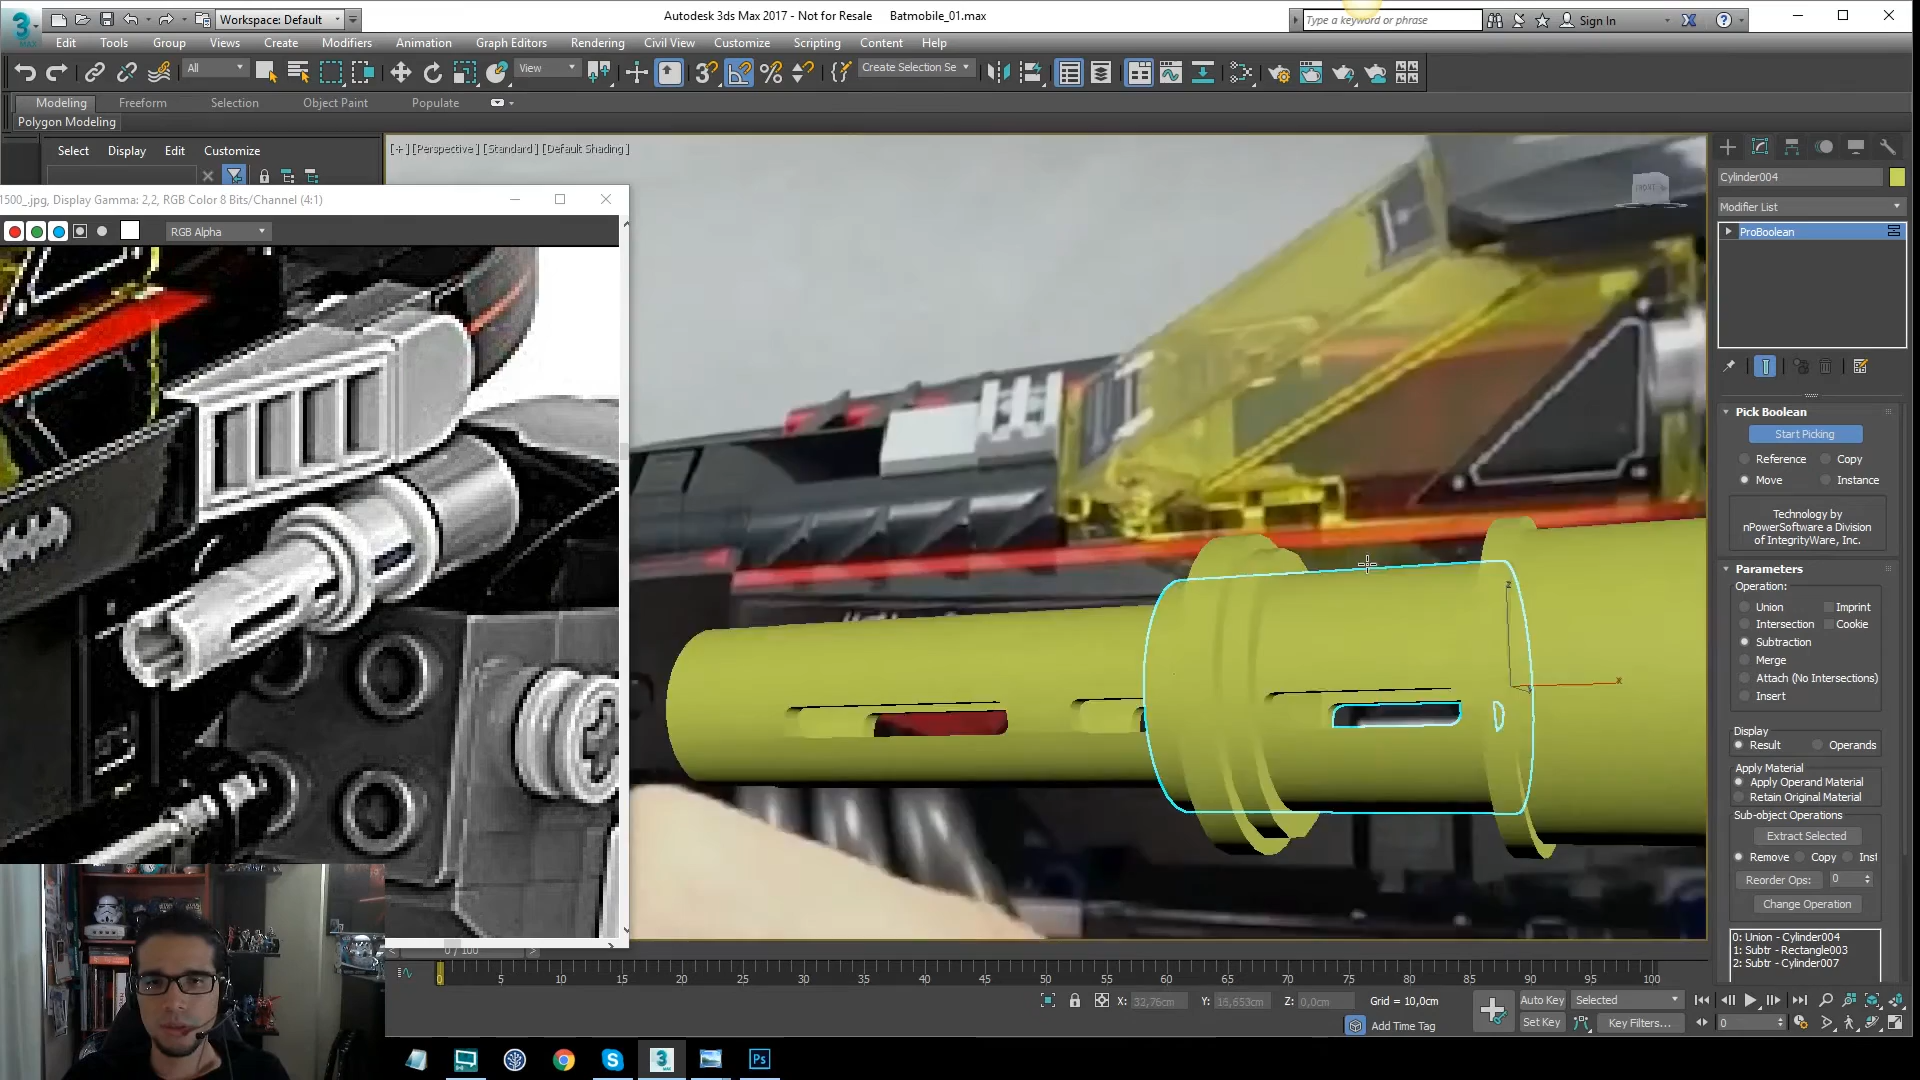 3 MAX
Workspace: Default
Autodesk 3ds Max 2017 - Not for Resale    Batmobile_01.max
Type a keyword or phrase
Sign In
Edit Tools Group Views Create Modifiers Animation Graph Editors Rendering Civil View Customize Scripting Content Help
All
View
Create Selection Se
Modeling Freeform Selection Object Paint Populate
Polygon Modeling
Select Display Edit Customize
[+] [Perspective] [Standard] [Default Shading]
1500_.jpg, Display Gamma: 2,2, RGB Color 8 Bits/Channel (4:1)
RGB Alpha
FRONT
z
x
Cylinder004
Modifier List
ProBoolean
Pick Boolean
Start Picking
Reference Copy
Move Instance
Technology by
nPowerSoftware a Division
of IntegrityWare, Inc.
Parameters
Operation:
Union Imprint
Intersection Cookie
Subtraction
Merge
Attach (No Intersections)
Insert
Display
Result Operands
Apply Material
Apply Operand Material
Retain Original Material
Sub-object Operations
Extract Selected
Remove Copy Inst
Reorder Ops: 0
Change Operation
0: Union - Cylinder004
1: Subtr - Rectangle003
2: Subtr - Cylinder007
0 / 100
0 5 10 15 20 25 30 35 40 45 50 55 60 65 70 75 80 85 90 95 100
X: 32,76cm Y: 16,653cm Z: 0,0cm Grid = 10,0cm
Add Time Tag
Auto Key Selected
Set Key Key Filters...
0
S
3
Ps